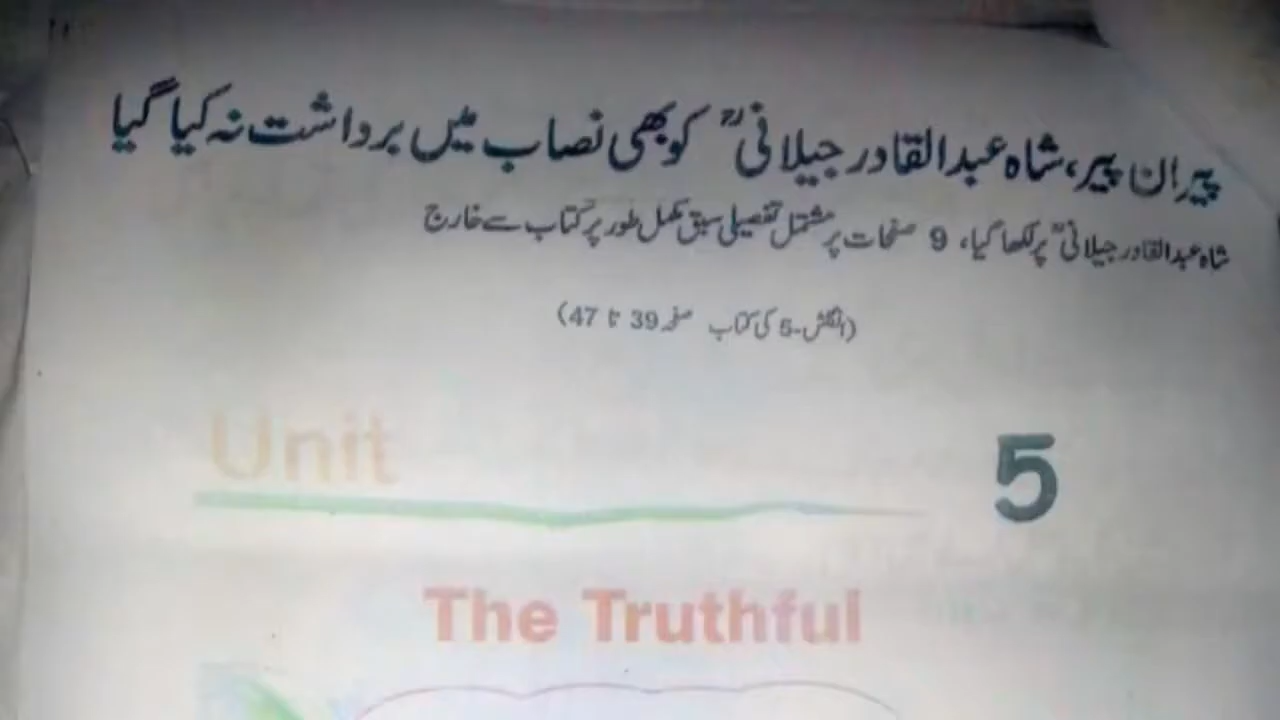 پیرانِ پیر، شاہ عبدالقادر جیلانیؒ کو بھی نصاب میں برداشت نہ کیا گیا
شاہ عبدالقادر جیلانیؒ پر لکھا گیا، 9 صفحات پر مشتمل تفصیلی سبق مکمل طور پر کتاب سے خارج
(انگلش-5 کی کتاب صفحہ 39 تا 47)
Unit 5
The Truthful